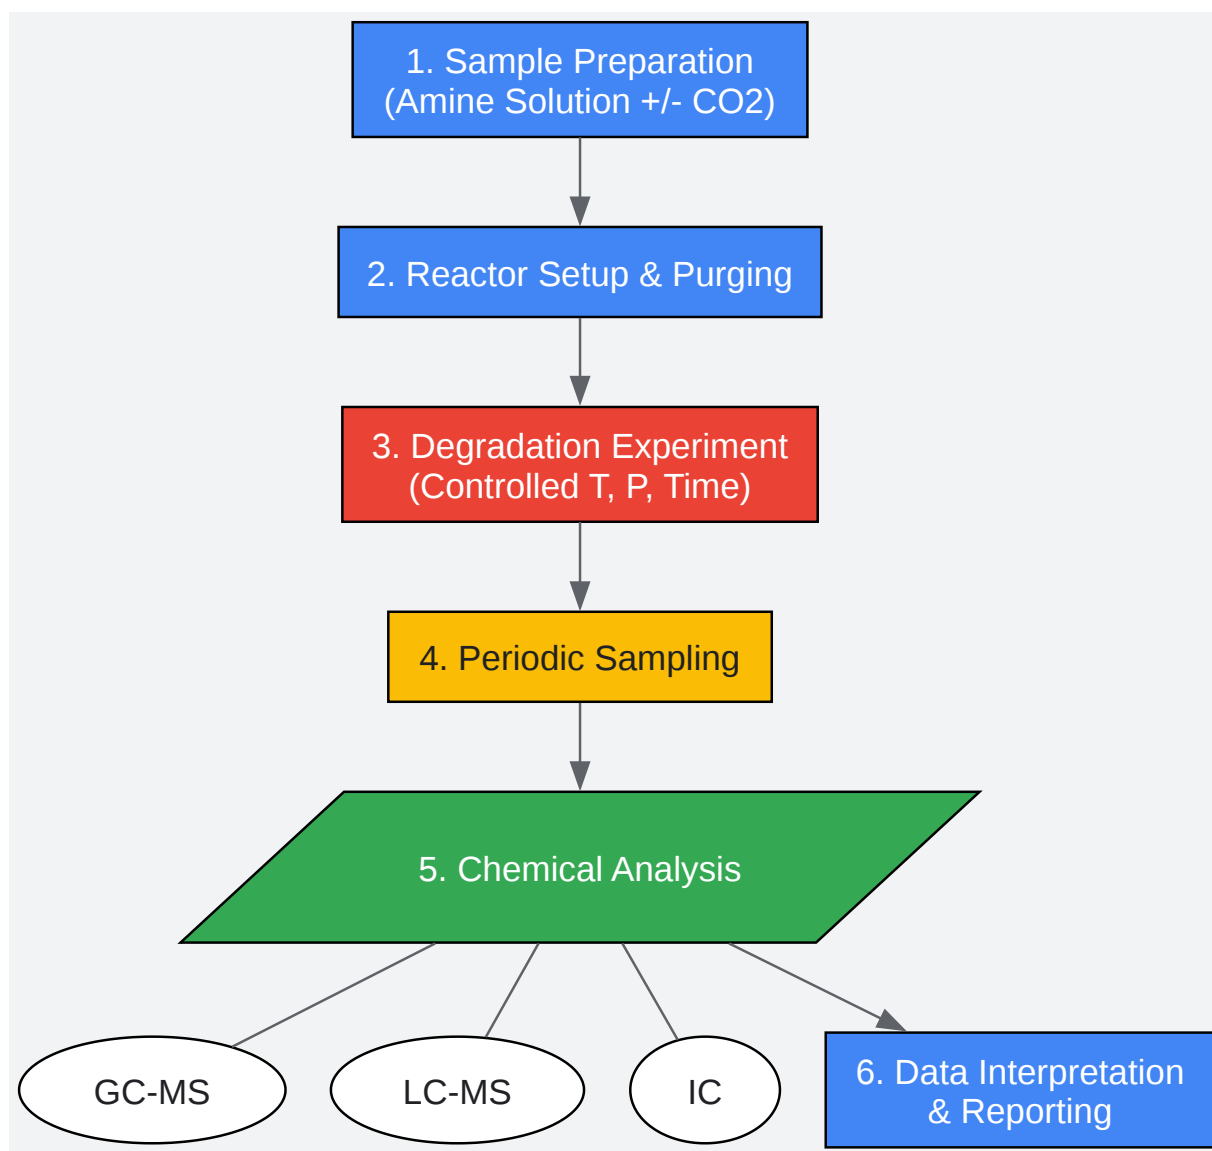 1. Sample Preparation
(Amine Solution +/- CO2)
2. Reactor Setup & Purging
3. Degradation Experiment
(Controlled T, P, Time)
4. Periodic Sampling
5. Chemical Analysis
GC-MS
LC-MS
IC
6. Data Interpretation
& Reporting